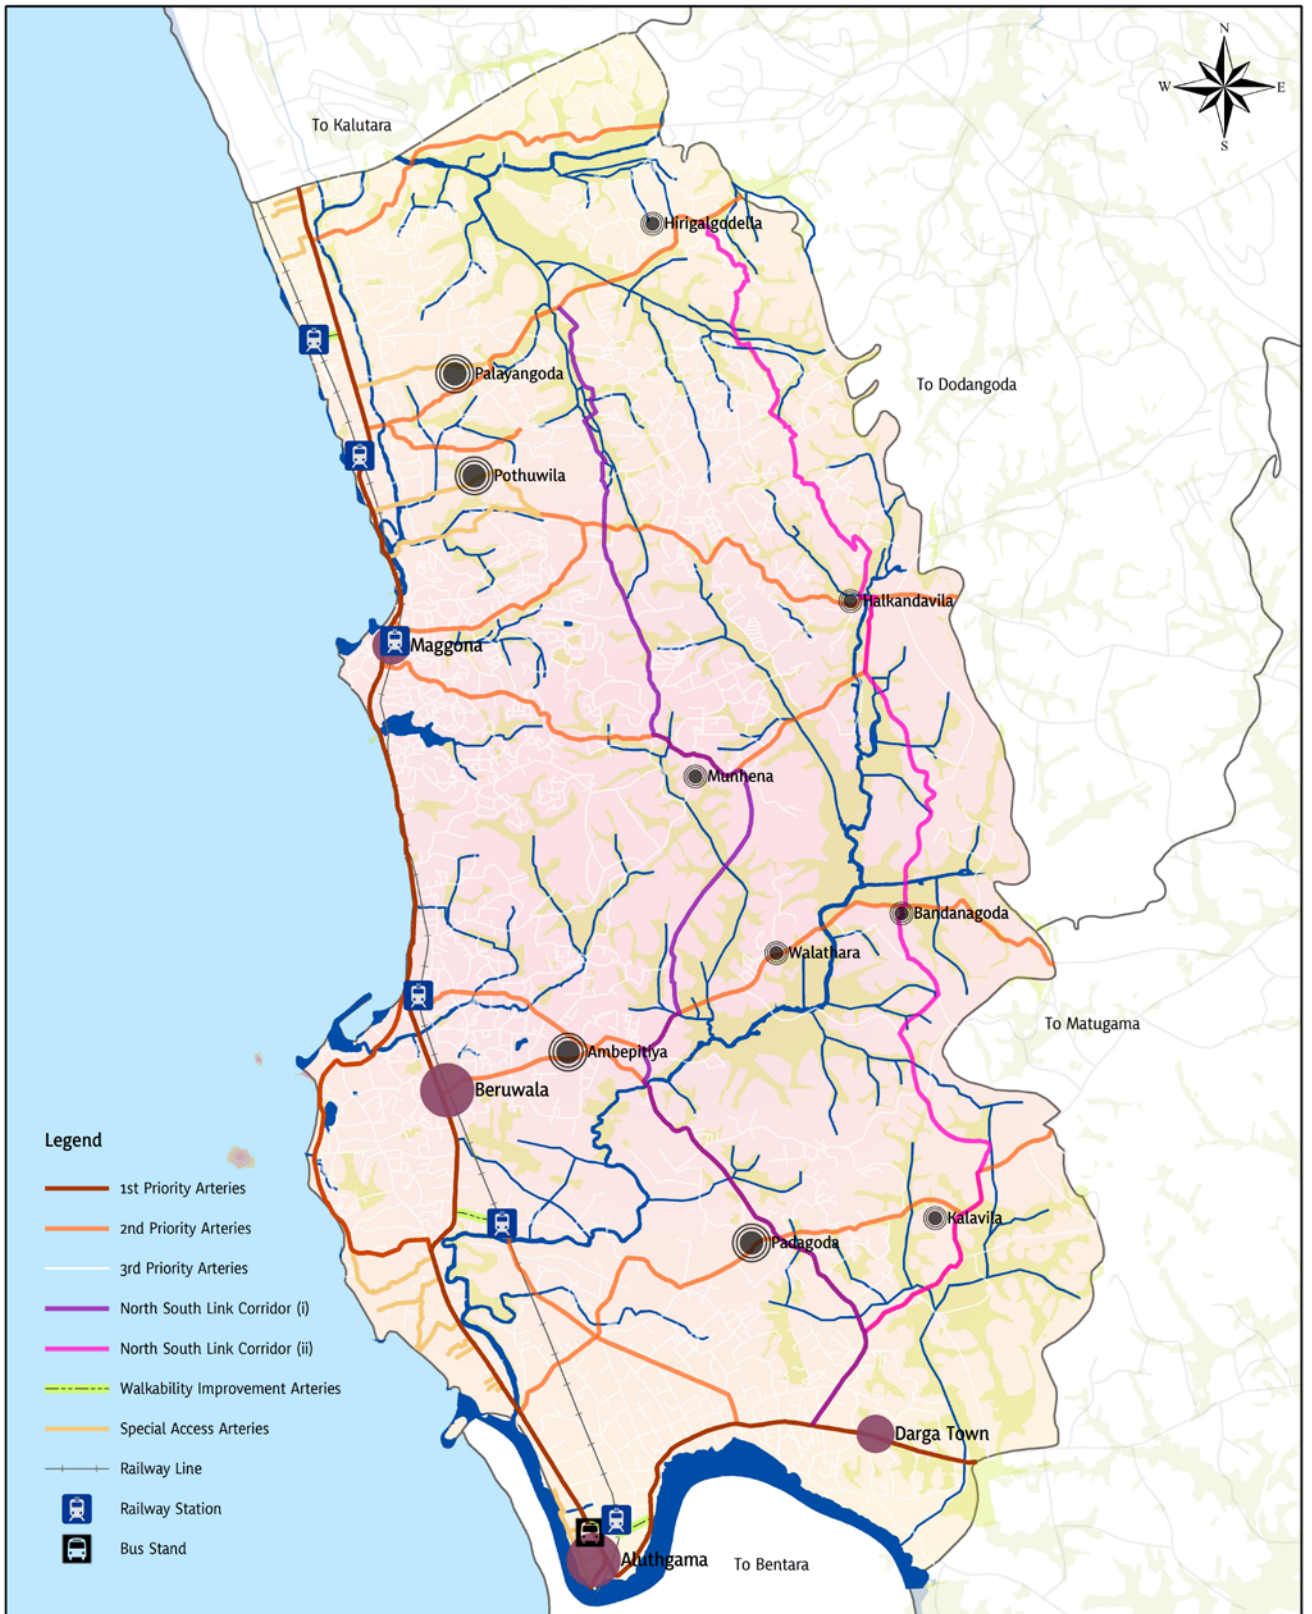 N
W
E
S
To Kalutara
Hirigalgodella
Palayangoda
To Dodangoda
Pothuwila
Halkandavila
Maggona
Munhena
Bandanagoda
Walathara
To Matugama
Ambepitiya
Beruwala
Kalavila
Padagoda
Darga Town
Aluthgama
To Bentara
Legend
1st Priority Arteries
2nd Priority Arteries
3rd Priority Arteries
North South Link Corridor (i)
North South Link Corridor (ii)
Walkability Improvement Arteries
Special Access Arteries
Railway Line
Railway Station
Bus Stand